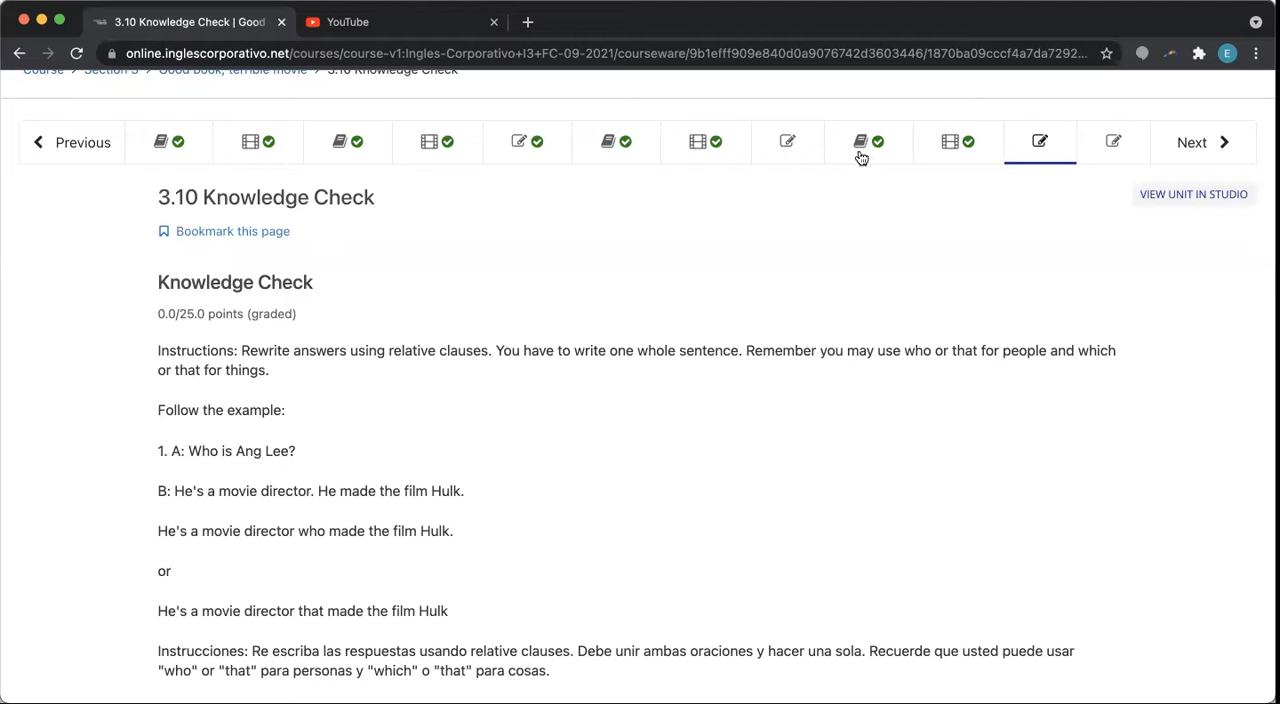 3.10 Knowledge Check | Good
YouTube
online.inglescorporativo.net/courses/course-v1:Ingles-Corporativo+I3+FC-09-2021/courseware/9b1efff909e840d0a9076742d3603446/1870ba09cccf4a7da7292...
E
Course > Section 3 > Good book, terrible movie > 3.10 Knowledge Check
Previous
Next
3.10 Knowledge Check
VIEW UNIT IN STUDIO
Bookmark this page
Knowledge Check
0.0/25.0 points (graded)
Instructions: Rewrite answers using relative clauses. You have to write one whole sentence. Remember you may use who or that for people and which
or that for things.
Follow the example:
1. A: Who is Ang Lee?
B: He's a movie director. He made the film Hulk.
He's a movie director who made the film Hulk.
or
He's a movie director that made the film Hulk
Instrucciones: Re escriba las respuestas usando relative clauses. Debe unir ambas oraciones y hacer una sola. Recuerde que usted puede usar
"who" or "that" para personas y "which" o "that" para cosas.